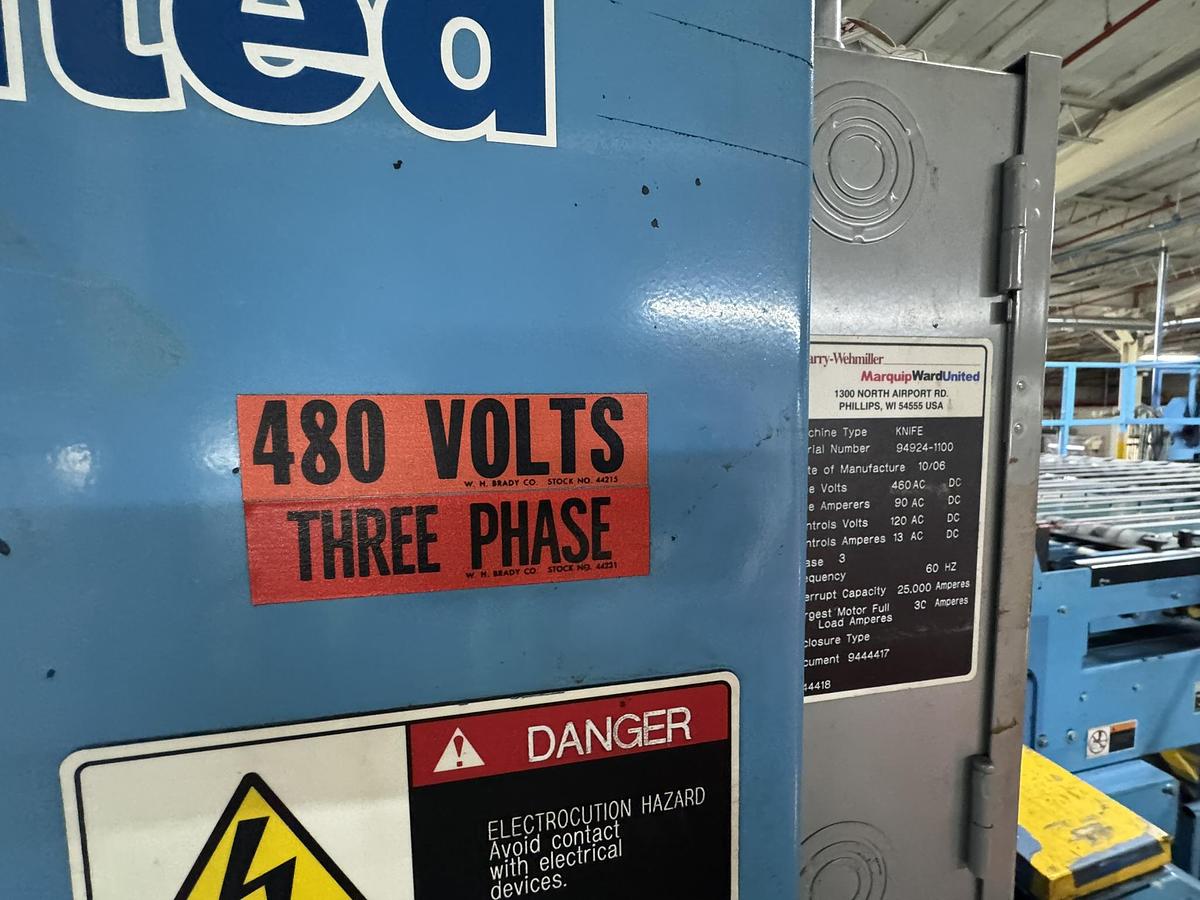 ted
480 VOLTS
W. H. BRADY CO. STOCK NO. 44215
THREE PHASE
W. H. BRADY CO. STOCK NO. 44231
DANGER
ELECTROCUTION HAZARD
Avoid contact
with electrical
devices.
arry-Wehmiller
MarquipWardUnited
1300 NORTH AIRPORT RD.
PHILLIPS, WI 54555 USA
chine Type KNIFE
rial Number 94924-1100
te of Manufacture 10/06
e Volts 460 AC DC
e Amperers 90 AC DC
ntrols Volts 120 AC DC
ntrols Amperes 13 AC DC
ase 3
equency 60 HZ
errupt Capacity 25,000 Amperes
rgest Motor Full 30 Amperes
Load Amperes
closure Type
cument 9444417
44418